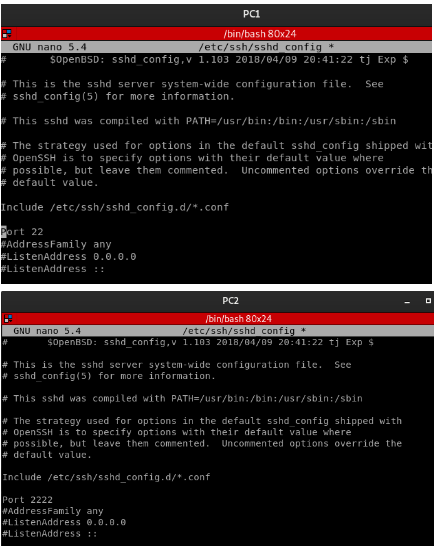 PC1
/bin/bash 80x24
GNU nano 5.4 /etc/ssh/sshd_config *
# $OpenBSD: sshd_config,v 1.103 2018/04/09 20:41:22 tj Exp $
# This is the sshd server system-wide configuration file. See
# sshd_config(5) for more information.
# This sshd was compiled with PATH=/usr/bin:/bin:/usr/sbin:/sbin
# The strategy used for options in the default sshd_config shipped wit
# OpenSSH is to specify options with their default value where
# possible, but leave them commented. Uncommented options override th
# default value.
Include /etc/ssh/sshd_config.d/*.conf
Port 22
#AddressFamily any
#ListenAddress 0.0.0.0
#ListenAddress ::
PC2
/bin/bash 80x24
GNU nano 5.4 /etc/ssh/sshd config *
# $OpenBSD: sshd_config,v 1.103 2018/04/09 20:41:22 tj Exp $
# This is the sshd server system-wide configuration file. See
# sshd_config(5) for more information.
# This sshd was compiled with PATH=/usr/bin:/bin:/usr/sbin:/sbin
# The strategy used for options in the default sshd_config shipped with
# OpenSSH is to specify options with their default value where
# possible, but leave them commented. Uncommented options override the
# default value.
Include /etc/ssh/sshd_config.d/*.conf
Port 2222
#AddressFamily any
#ListenAddress 0.0.0.0
#ListenAddress ::